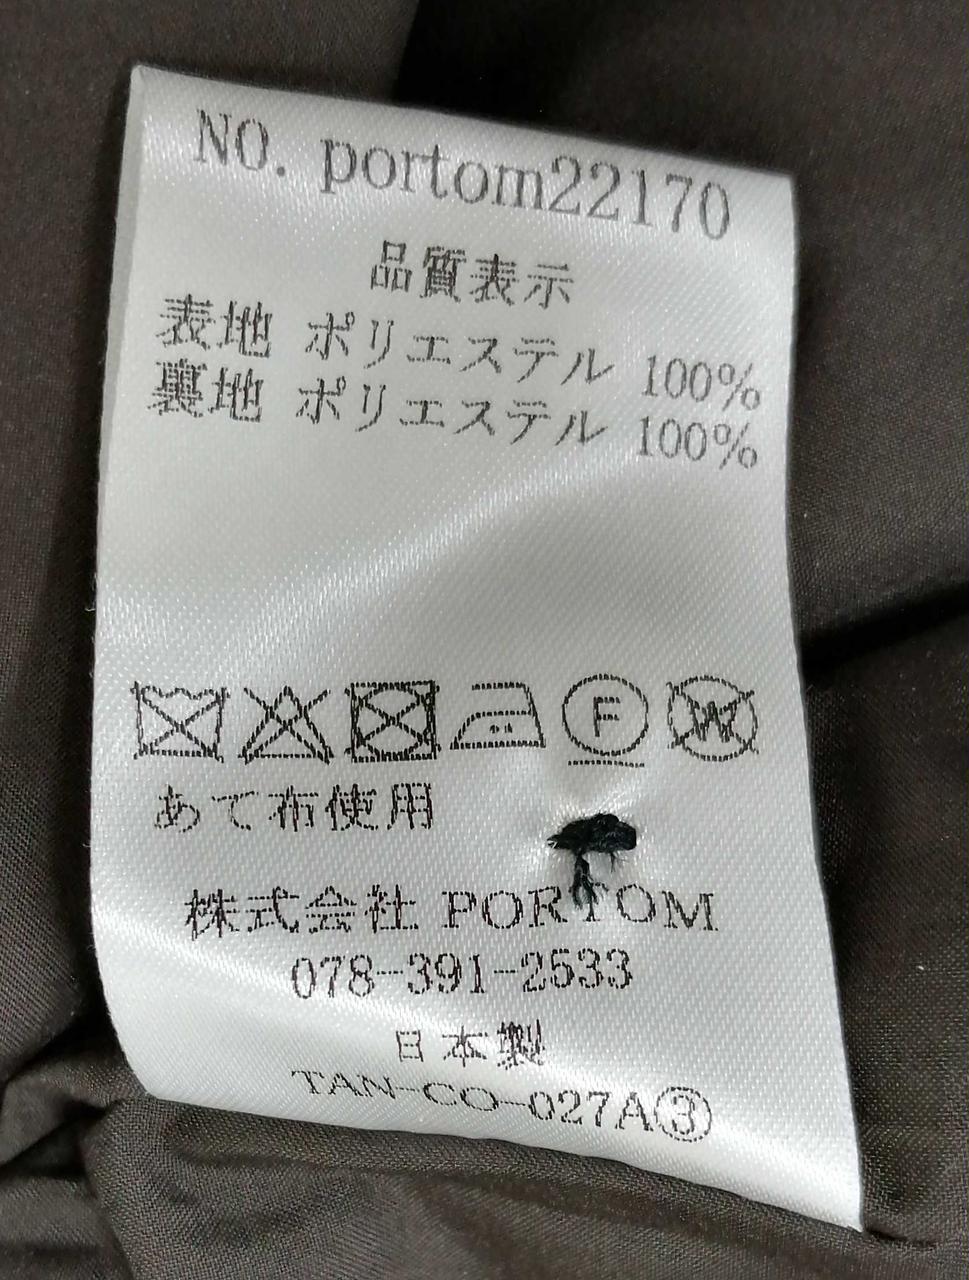 NO. portom22170
品質表示
表地 ポリエステル 100%
裏地 ポリエステル 100%
F W
あて布使用
株式会社 PORTOM
078-391-2533
日本製
TAN-CO-027A③